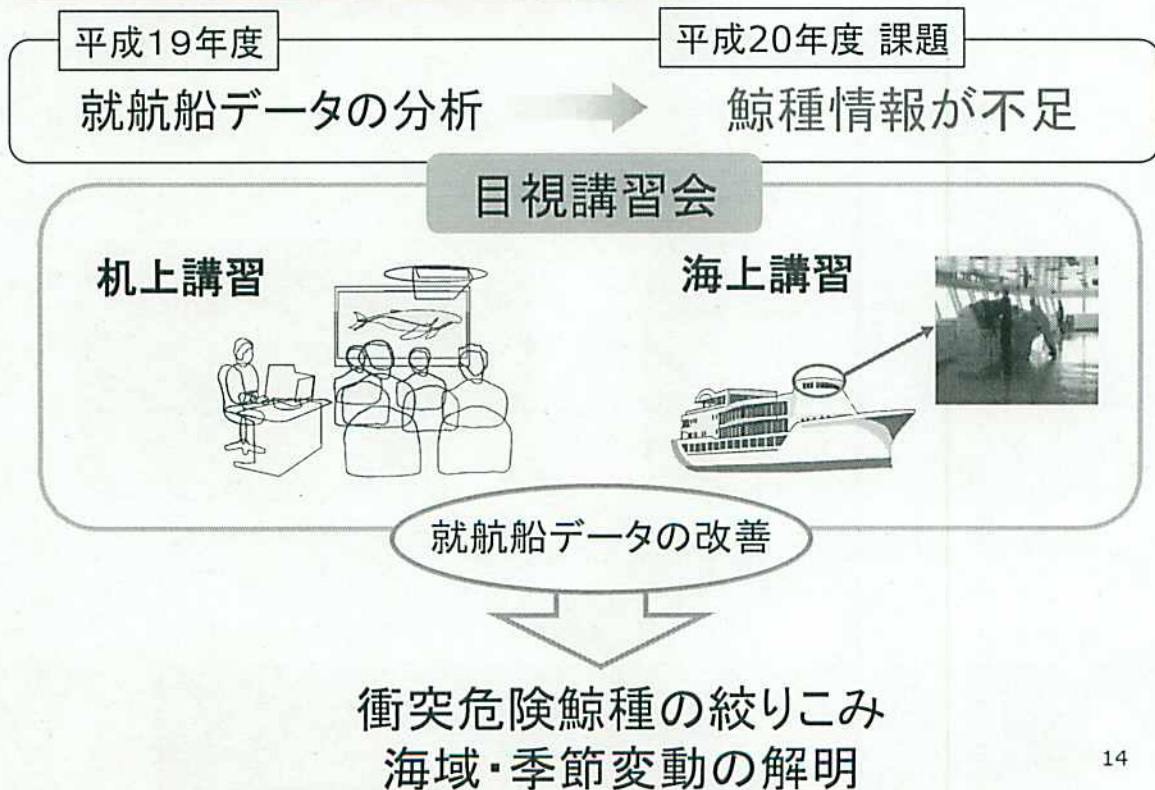 平成19年度
平成20年度 課題
就航船データの分析
鯨種情報が不足
目視講習会
机上講習
海上講習
就航船データの改善
衝突危険鯨種の絞りこみ
海域・季節変動の解明
14